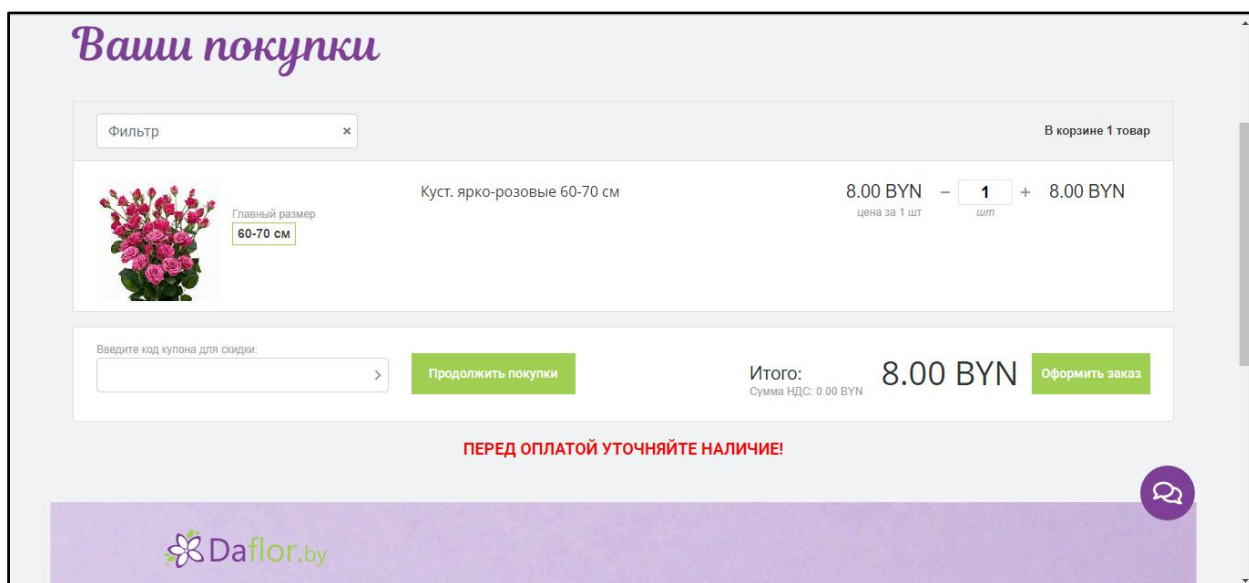 Ваши покупки
Фильтр ×
В корзине 1 товар
Куст. ярко-розовые 60-70 см
8.00 BYN − 1 + 8.00 BYN
цена за 1 шт шт
Главный размер
60-70 см
Введите код купона для скидки:
Продолжить покупки
Итого: 8.00 BYN Оформить заказ
Сумма НДС: 0.00 BYN
ПЕРЕД ОПЛАТОЙ УТОЧНЯЙТЕ НАЛИЧИЕ!
Daflor.by